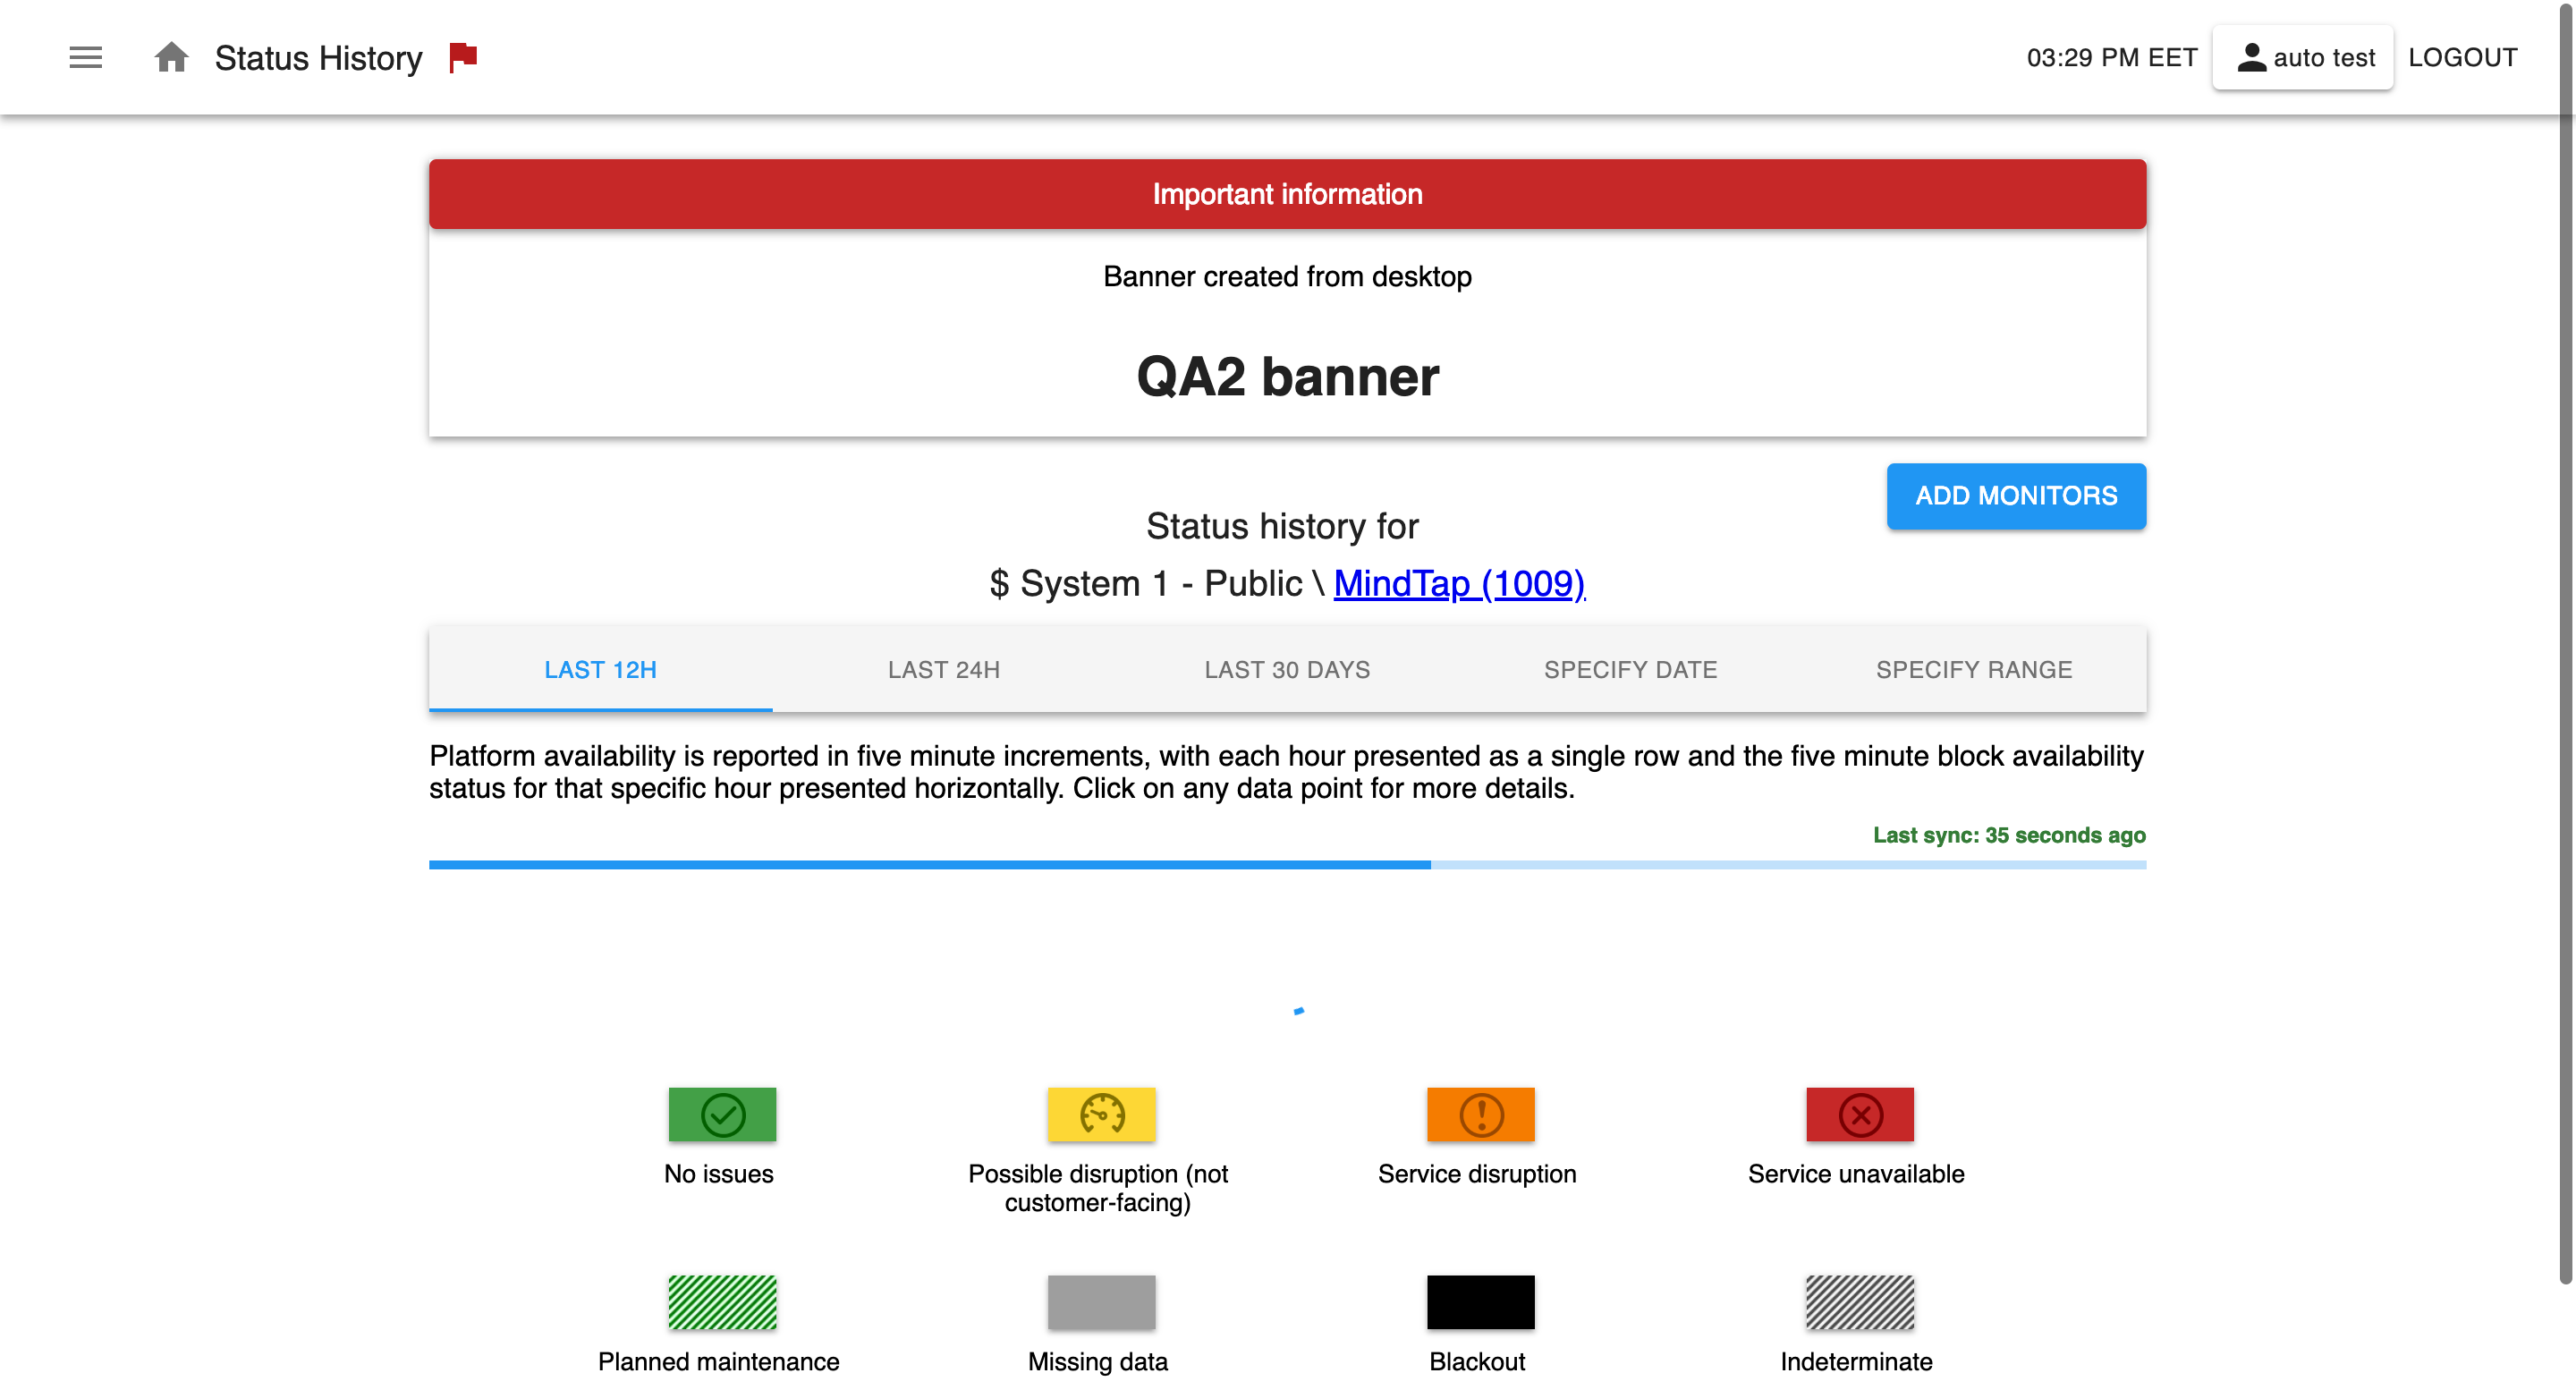 Status History
03:29 PM EET
auto test
LOGOUT
Important information
Banner created from desktop
QA2 banner
ADD MONITORS
Status history for
$ System 1 - Public \ MindTap (1009)
LAST 12H
LAST 24H
LAST 30 DAYS
SPECIFY DATE
SPECIFY RANGE
Platform availability is reported in five minute increments, with each hour presented as a single row and the five minute block availability
status for that specific hour presented horizontally. Click on any data point for more details.
Last sync: 35 seconds ago
No issues
Possible disruption (not
customer-facing)
Service disruption
Service unavailable
Planned maintenance
Missing data
Blackout
Indeterminate